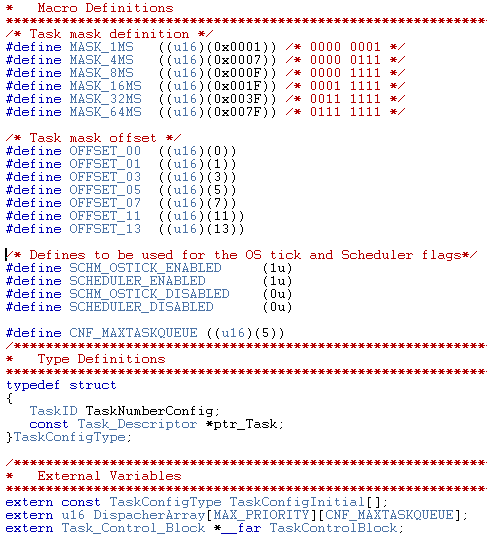 *   Macro Definitions
*****************************************************************
/* Task mask definition */
#define MASK_1MS   ((u16)(0x0001)) /* 0000 0001 */
#define MASK_4MS   ((u16)(0x0007)) /* 0000 0111 */
#define MASK_8MS   ((u16)(0x000F)) /* 0000 1111 */
#define MASK_16MS  ((u16)(0x001F)) /* 0001 1111 */
#define MASK_32MS  ((u16)(0x003F)) /* 0011 1111 */
#define MASK_64MS  ((u16)(0x007F)) /* 0111 1111 */
/* Task mask offset */
#define OFFSET_00  ((u16)(0))
#define OFFSET_01  ((u16)(1))
#define OFFSET_03  ((u16)(3))
#define OFFSET_05  ((u16)(5))
#define OFFSET_07  ((u16)(7))
#define OFFSET_11  ((u16)(11))
#define OFFSET_13  ((u16)(13))
/* Defines to be used for the OS tick and Scheduler flags*/
#define SCHM_OSTICK_ENABLED     (1u)
#define SCHEDULER_ENABLED       (1u)
#define SCHM_OSTICK_DISABLED    (0u)
#define SCHEDULER_DISABLED      (0u)
#define CNF_MAXTASKQUEUE ((u16)(5))
/****************************************************************
*   Type Definitions
*****************************************************************
typedef struct
{
   TaskID TaskNumberConfig;
   const Task_Descriptor *ptr_Task;
}TaskConfigType;
/****************************************************************
*   External Variables
*****************************************************************
extern const TaskConfigType TaskConfigInitial[];
extern u16 DispacherArray[MAX_PRIORITY][CNF_MAXTASKQUEUE];
extern Task_Control_Block *__far TaskControlBlock;